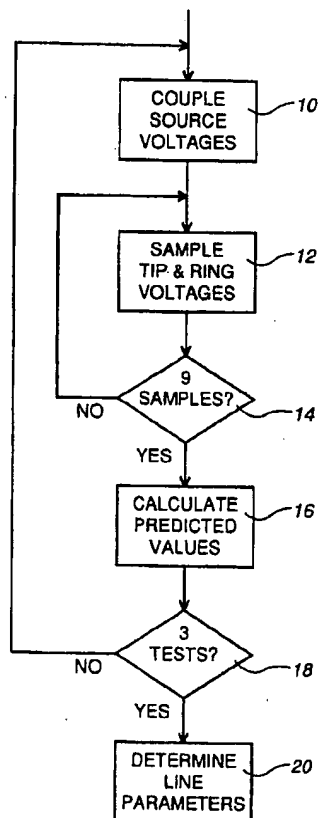 COUPLE
SOURCE
VOLTAGES
10
SAMPLE
TIP & RING
VOLTAGES
12
9
SAMPLES?
14
NO
YES
CALCULATE
PREDICTED
VALUES
16
3
TESTS?
18
NO
YES
DETERMINE
LINE
PARAMETERS
20